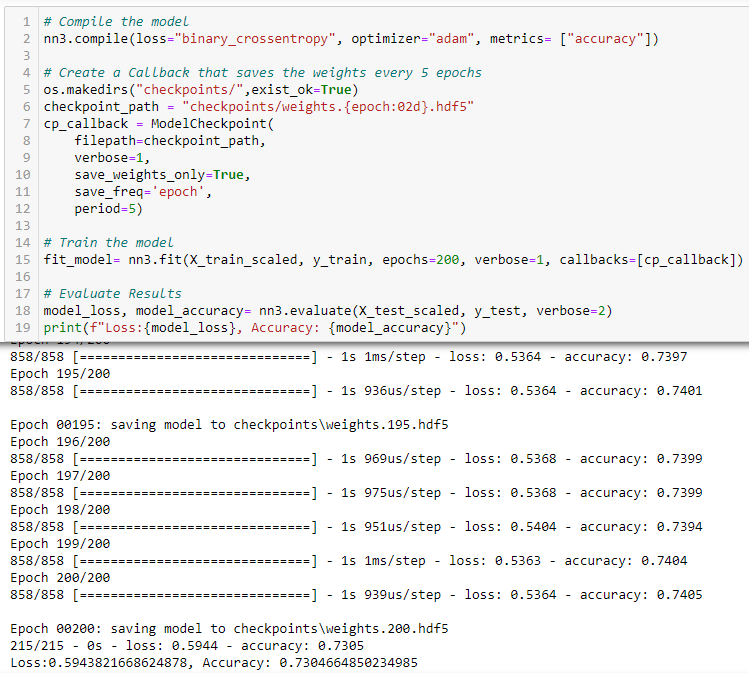 1 # Compile the model
2 nn3.compile(loss="binary_crossentropy", optimizer="adam", metrics= ["accuracy"])
3
4 # Create a Callback that saves the weights every 5 epochs
5 os.makedirs("checkpoints/",exist_ok=True)
6 checkpoint_path = "checkpoints/weights.{epoch:02d}.hdf5"
7 cp_callback = ModelCheckpoint(
8     filepath=checkpoint_path,
9     verbose=1,
10     save_weights_only=True,
11     save_freq='epoch',
12     period=5)
13
14 # Train the model
15 fit_model= nn3.fit(X_train_scaled, y_train, epochs=200, verbose=1, callbacks=[cp_callback])
16
17 # Evaluate Results
18 model_loss, model_accuracy= nn3.evaluate(X_test_scaled, y_test, verbose=2)
19 print(f"Loss:{model_loss}, Accuracy: {model_accuracy}")
858/858 [==============================] - 1s 1ms/step - loss: 0.5364 - accuracy: 0.7397
Epoch 195/200
858/858 [==============================] - 1s 936us/step - loss: 0.5364 - accuracy: 0.7401

Epoch 00195: saving model to checkpoints\weights.195.hdf5
Epoch 196/200
858/858 [==============================] - 1s 969us/step - loss: 0.5368 - accuracy: 0.7399
Epoch 197/200
858/858 [==============================] - 1s 975us/step - loss: 0.5368 - accuracy: 0.7399
Epoch 198/200
858/858 [==============================] - 1s 951us/step - loss: 0.5404 - accuracy: 0.7394
Epoch 199/200
858/858 [==============================] - 1s 1ms/step - loss: 0.5363 - accuracy: 0.7404
Epoch 200/200
858/858 [==============================] - 1s 939us/step - loss: 0.5364 - accuracy: 0.7405

Epoch 00200: saving model to checkpoints\weights.200.hdf5
215/215 - 0s - loss: 0.5944 - accuracy: 0.7305
Loss:0.5943821668624878, Accuracy: 0.7304664850234985